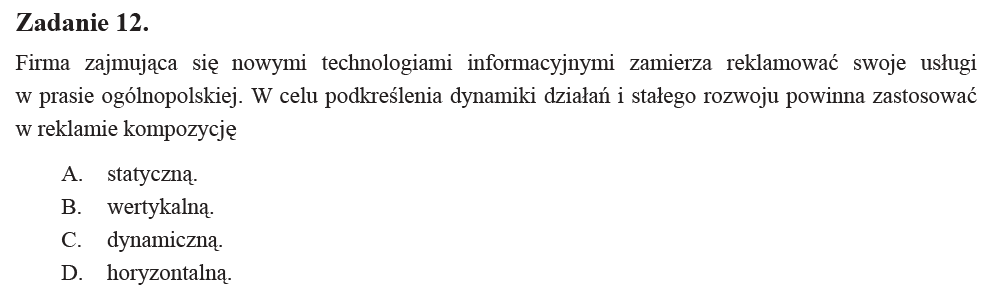 Zadanie 12.
Firma zajmująca się nowymi technologiami informacyjnymi zamierza reklamować swoje usługi
w prasie ogólnopolskiej. W celu podkreślenia dynamiki działań i stałego rozwoju powinna zastosować
w reklamie kompozycję
A. statyczną.
B. wertykalną.
C. dynamiczną.
D. horyzontalną.